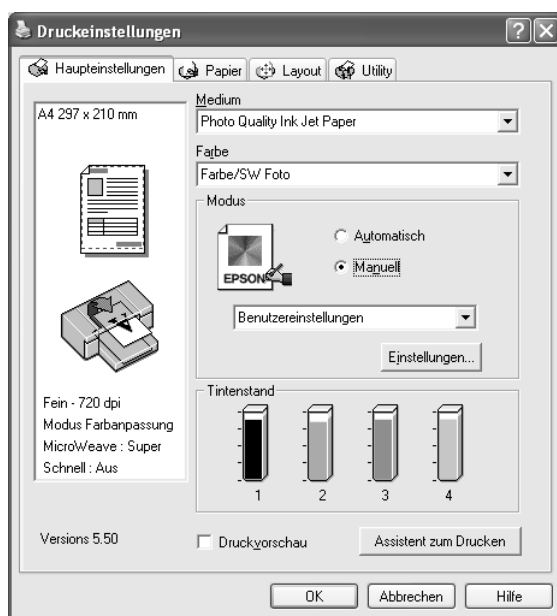 Druckeinstellungen
Haupteinstellungen Papier Layout Utility
A4 297 x 210 mm
Medium
Photo Quality Ink Jet Paper
Farbe
Farbe/SW Foto
Modus
EPSON
Automatisch
Manuell
Benutzereinstellungen
Einstellungen...
Fein - 720 dpi
Modus Farbanpassung
MicroWeave : Super
Schnell : Aus
Tintenstand
1 2 3 4
Versions 5.50
Druckvorschau
Assistent zum Drucken
OK Abbrechen Hilfe